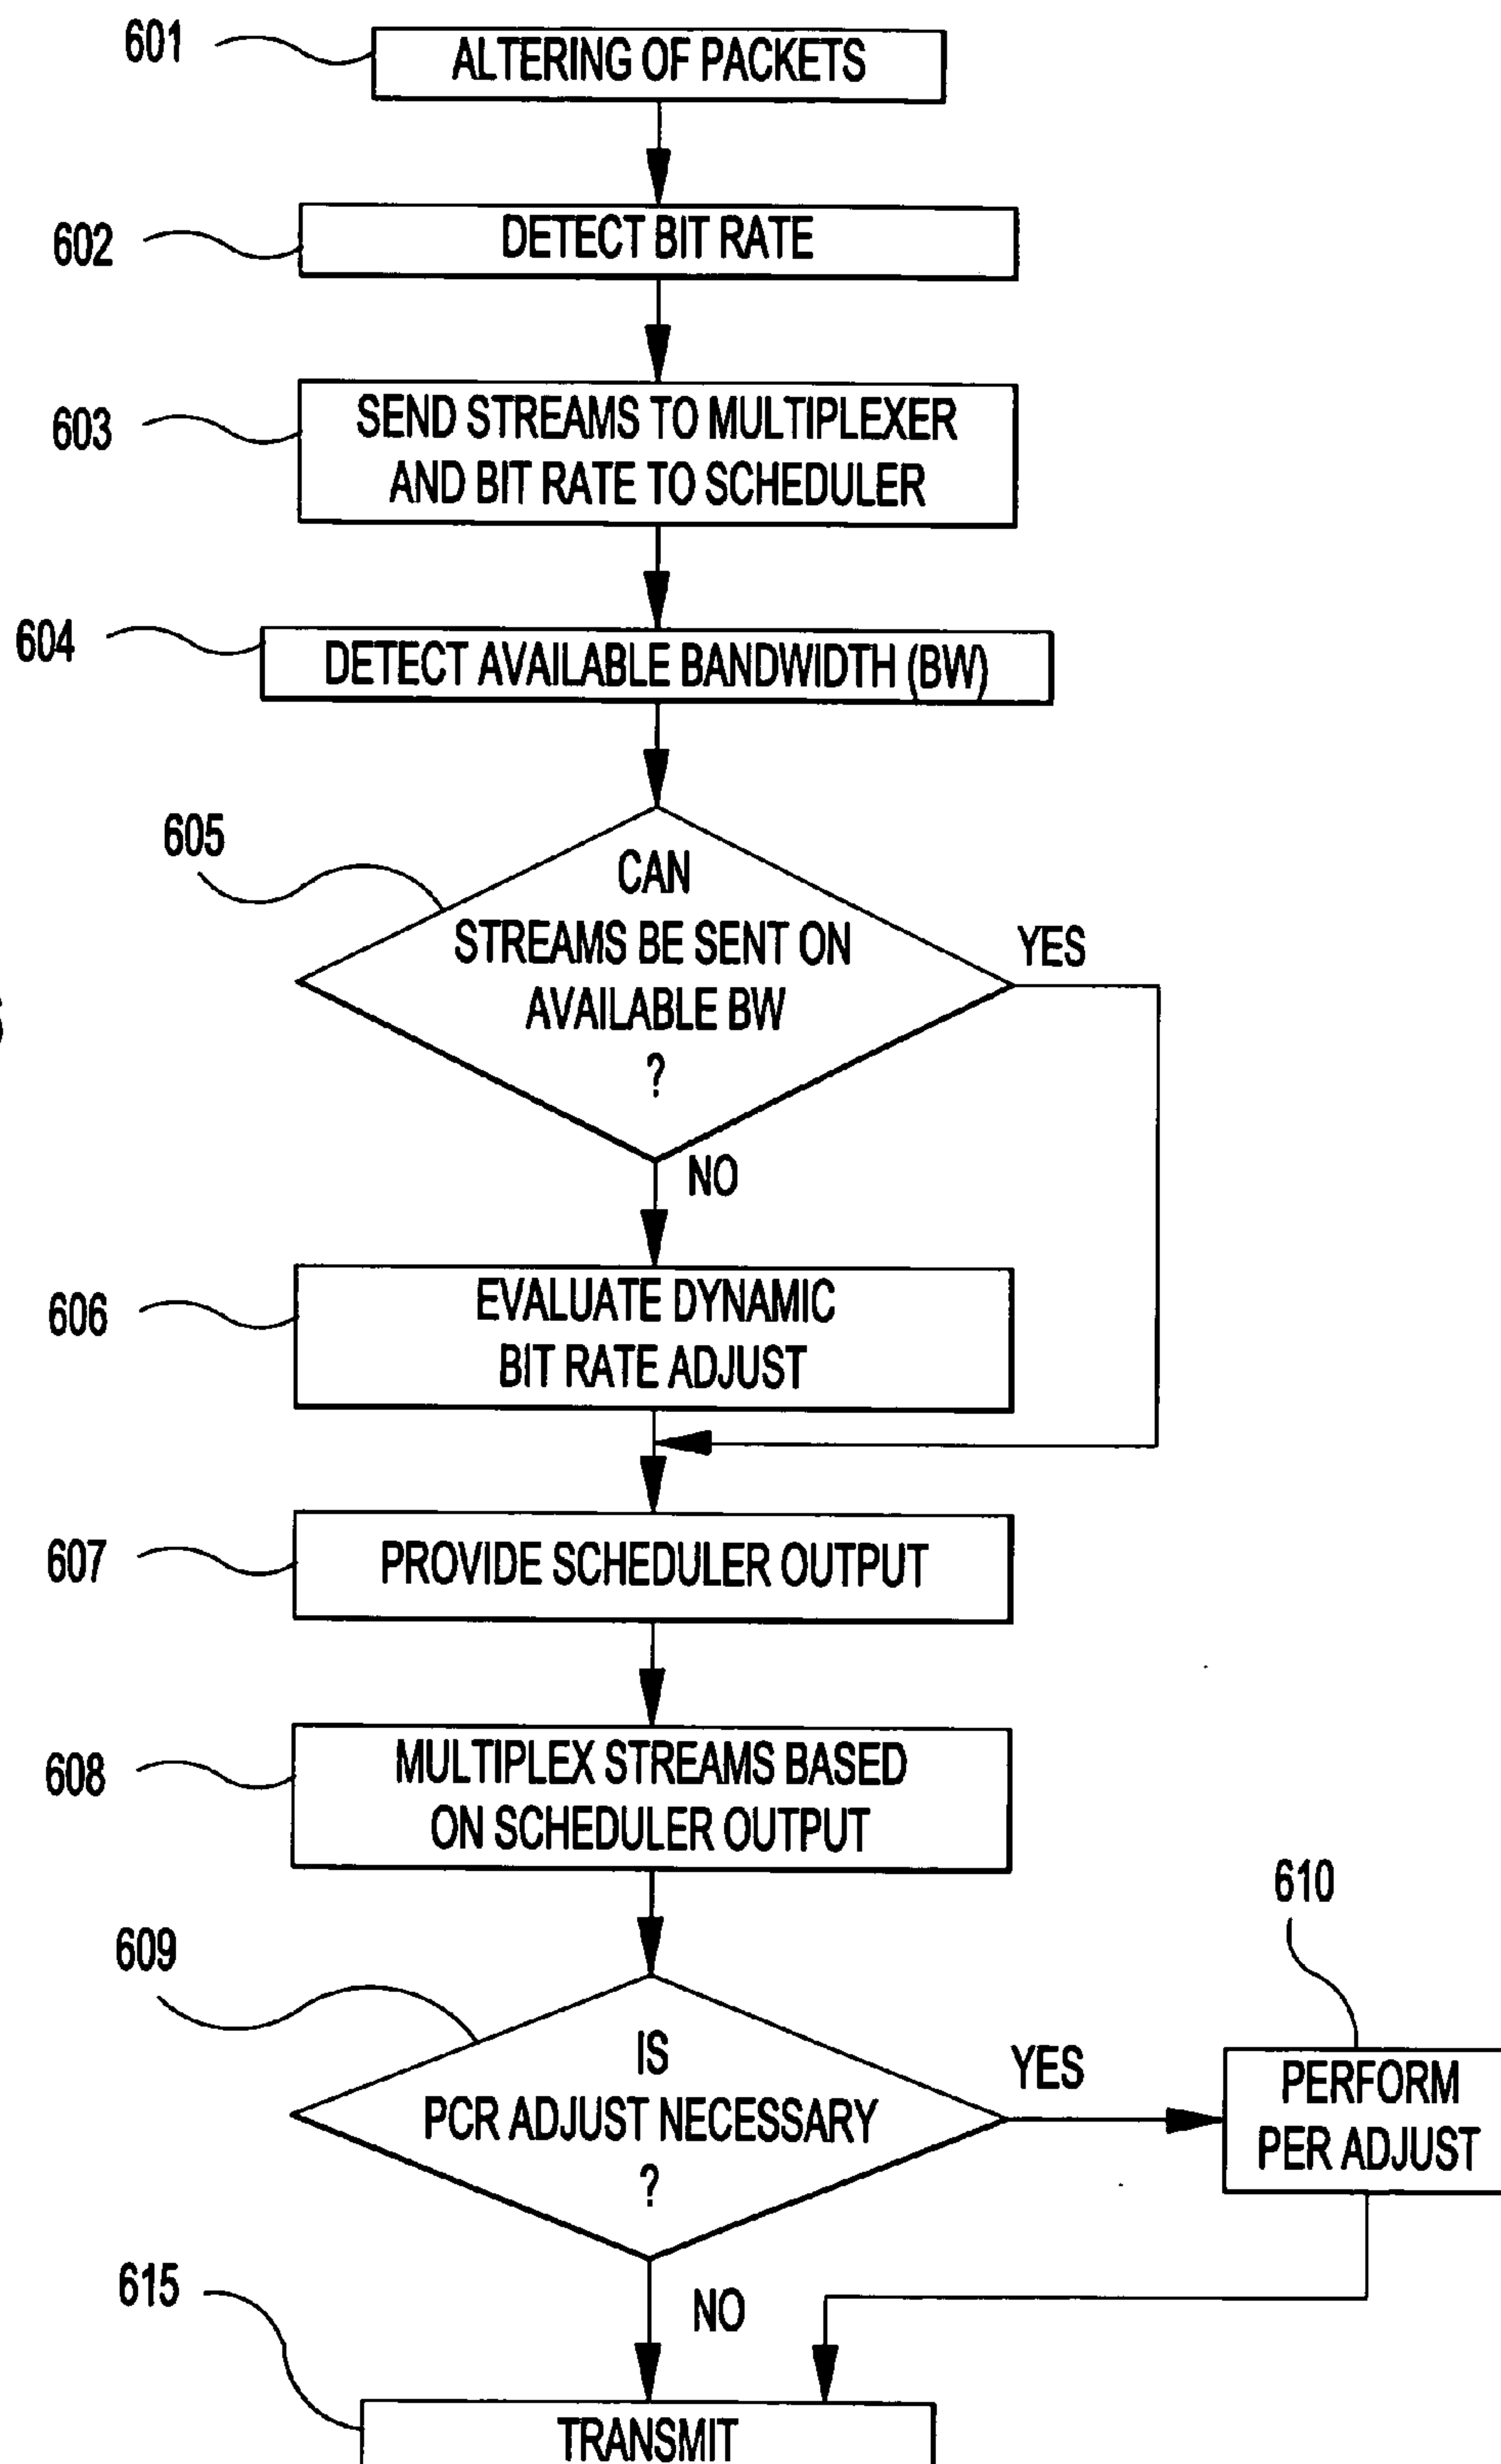 601
ALTERING OF PACKETS
602
DETECT BIT RATE
603
SEND STREAMS TO MULTIPLEXER
AND BIT RATE TO SCHEDULER
604
DETECT AVAILABLE BANDWIDTH (BW)
605
CAN
STREAMS BE SENT ON
AVAILABLE BW
?
YES
NO
606
EVALUATE DYNAMIC
BIT RATE ADJUST
607
PROVIDE SCHEDULER OUTPUT
608
MULTIPLEX STREAMS BASED
ON SCHEDULER OUTPUT
609
IS
PCR ADJUST NECESSARY
?
YES
610
PERFORM
PER ADJUST
NO
615
TRANSMIT